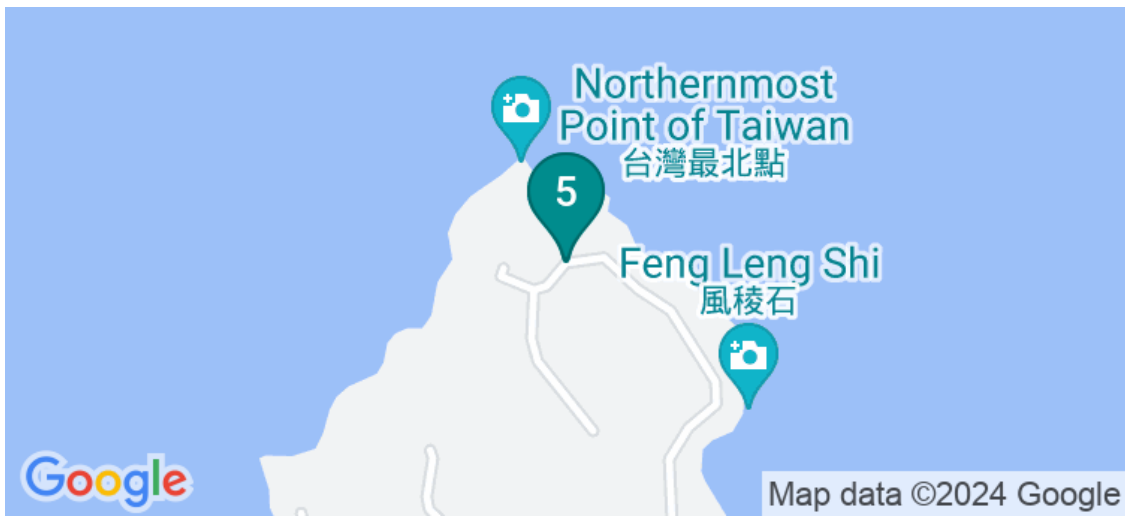 Northernmost
Point of Taiwan
台灣最北點
5
Feng Leng Shi
風稜石
Google
Map data ©2024 Google